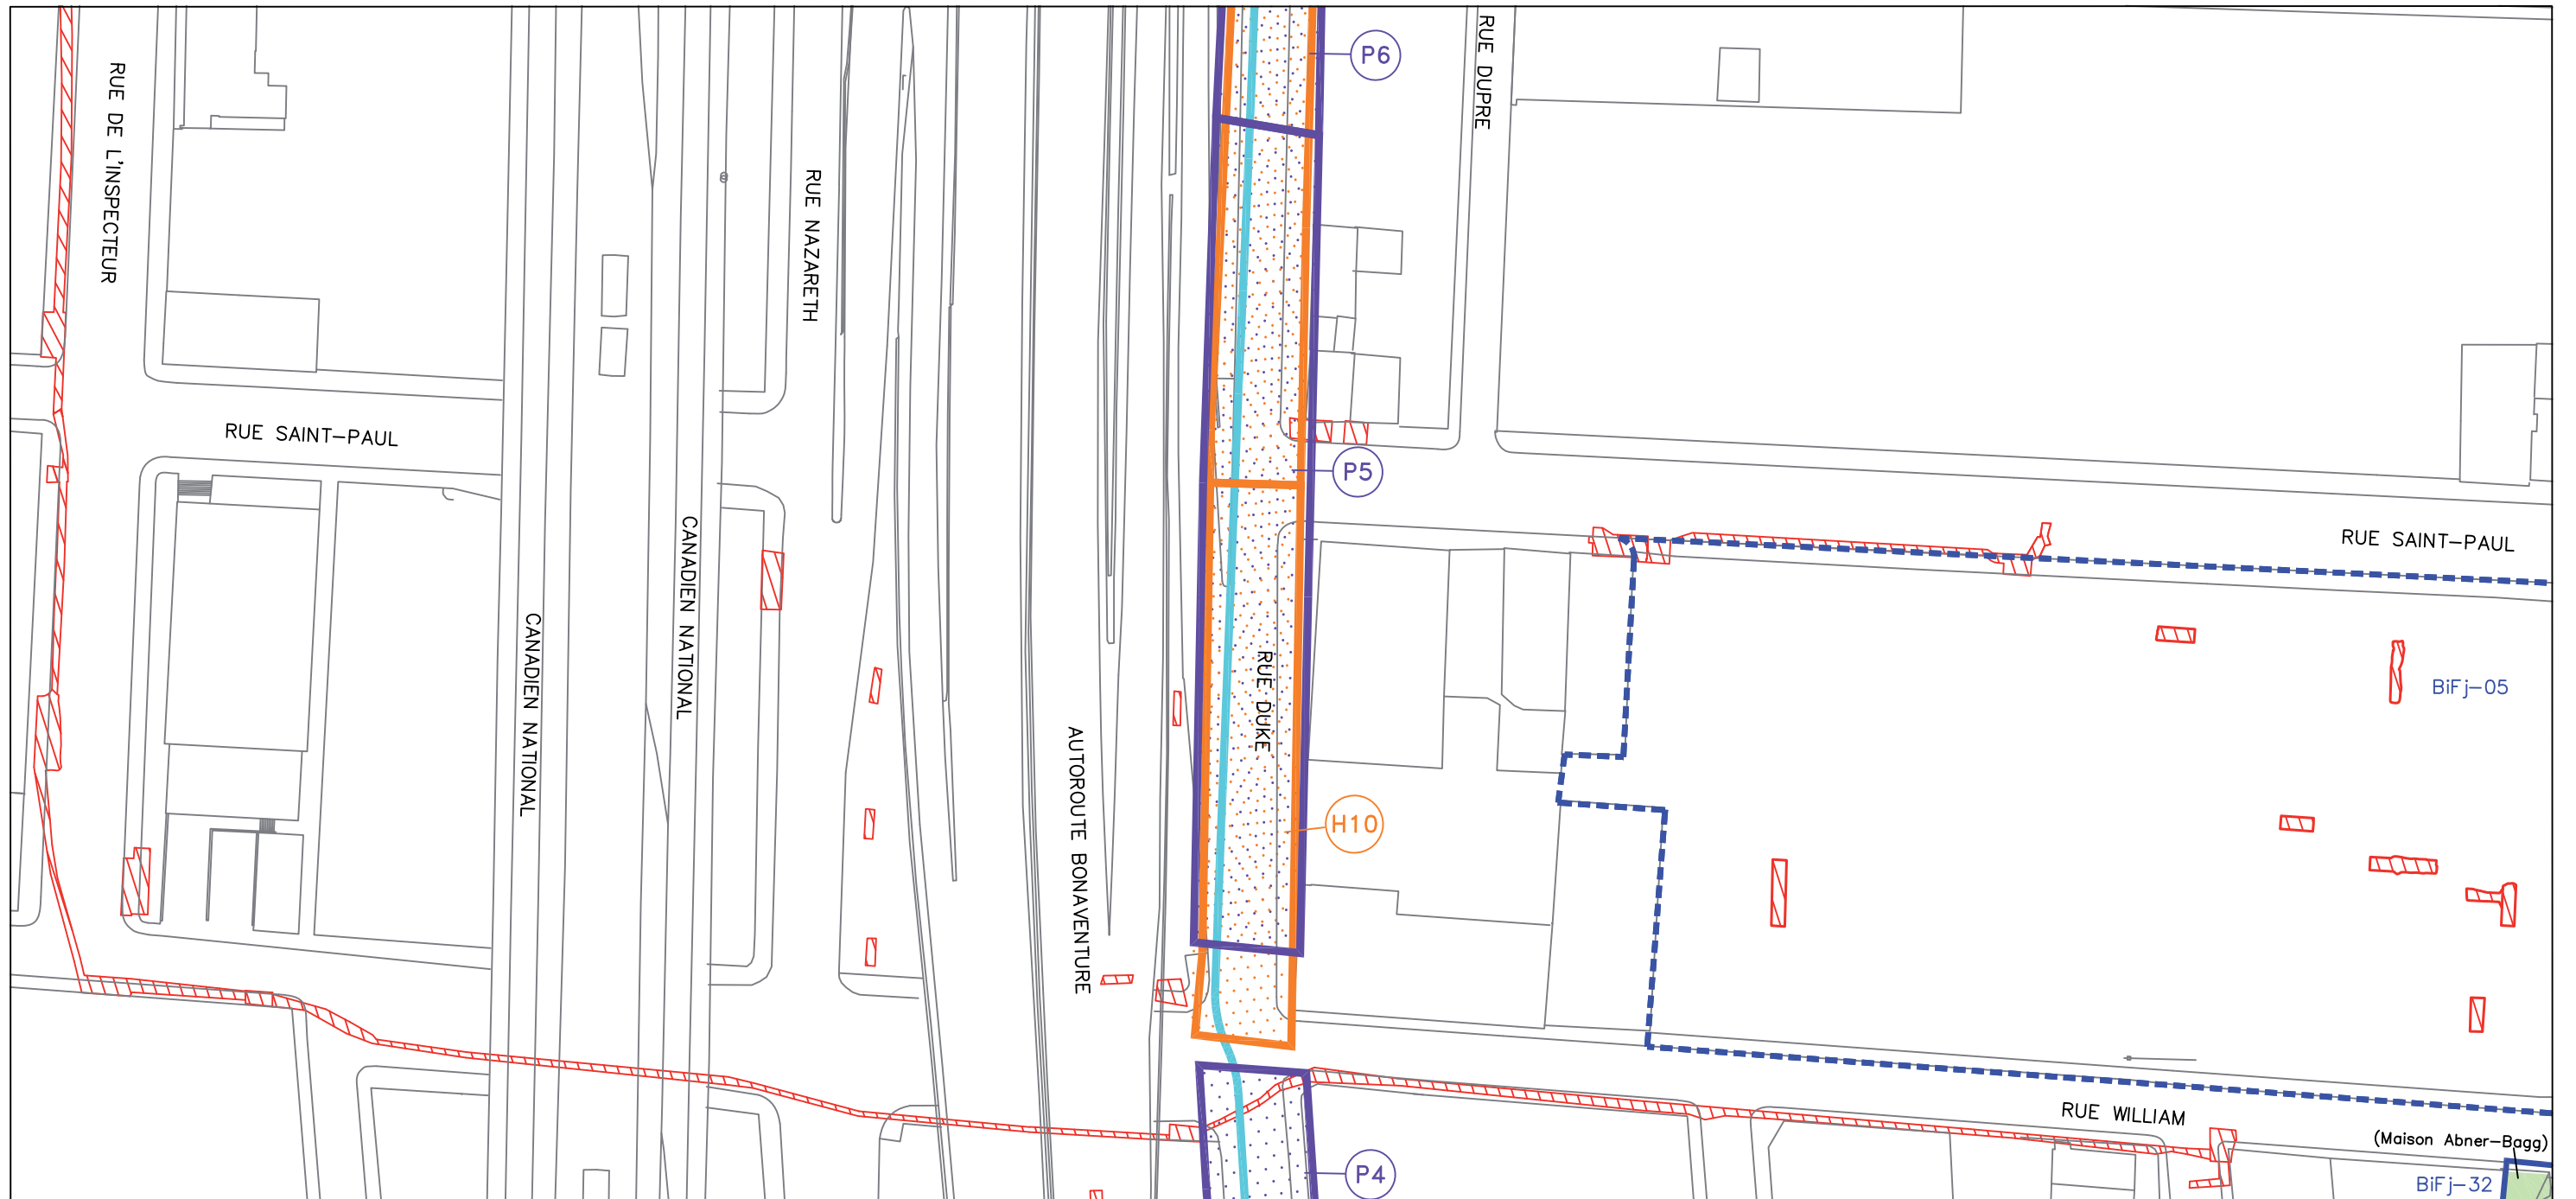 P6
RUE DUPRE
RUE DE L'INSPECTEUR
RUE NAZARETH
RUE SAINT-PAUL
P5
CANADIEN NATIONAL
CANADIEN NATIONAL
RUE SAINT-PAUL
RUE DUKE
BiFj-05
AUTOROUTE BONAVENTURE
H10
RUE WILLIAM
(Maison Abner-Bagg)
P4
BiFj-32